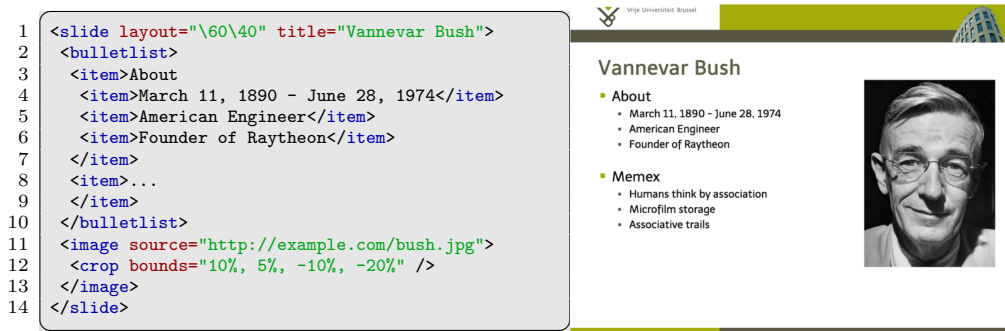 1 <slide layout="\60\40" title="Vannevar Bush">
2 <bulletlist>
3 <item>About
4 <item>March 11, 1890 - June 28, 1974</item>
5 <item>American Engineer</item>
6 <item>Founder of Raytheon</item>
7 </item>
8 <item>...
9 </item>
10 </bulletlist>
11 <image source="http://example.com/bush.jpg">
12 <crop bounds="10%, 5%, -10%, -20%" />
13 </image>
14 </slide>
Vrije Universiteit Brussel
Vannevar Bush
About
March 11, 1890 – June 28, 1974
American Engineer
Founder of Raytheon
Memex
Humans think by association
Microfilm storage
Associative trails